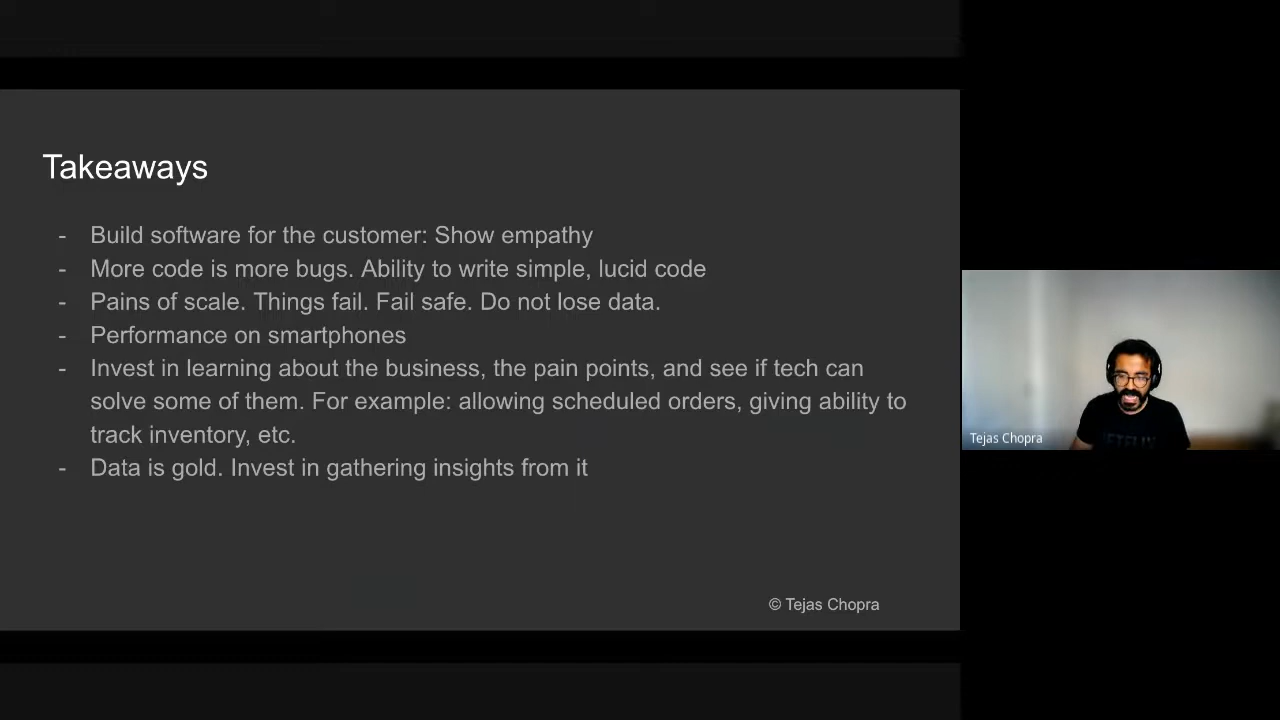 Takeaways
- Build software for the customer: Show empathy
- More code is more bugs. Ability to write simple, lucid code
- Pains of scale. Things fail. Fail safe. Do not lose data.
- Performance on smartphones
- Invest in learning about the business, the pain points, and see if tech can
solve some of them. For example: allowing scheduled orders, giving ability to
track inventory, etc.
- Data is gold. Invest in gathering insights from it
© Tejas Chopra
Tejas Chopra